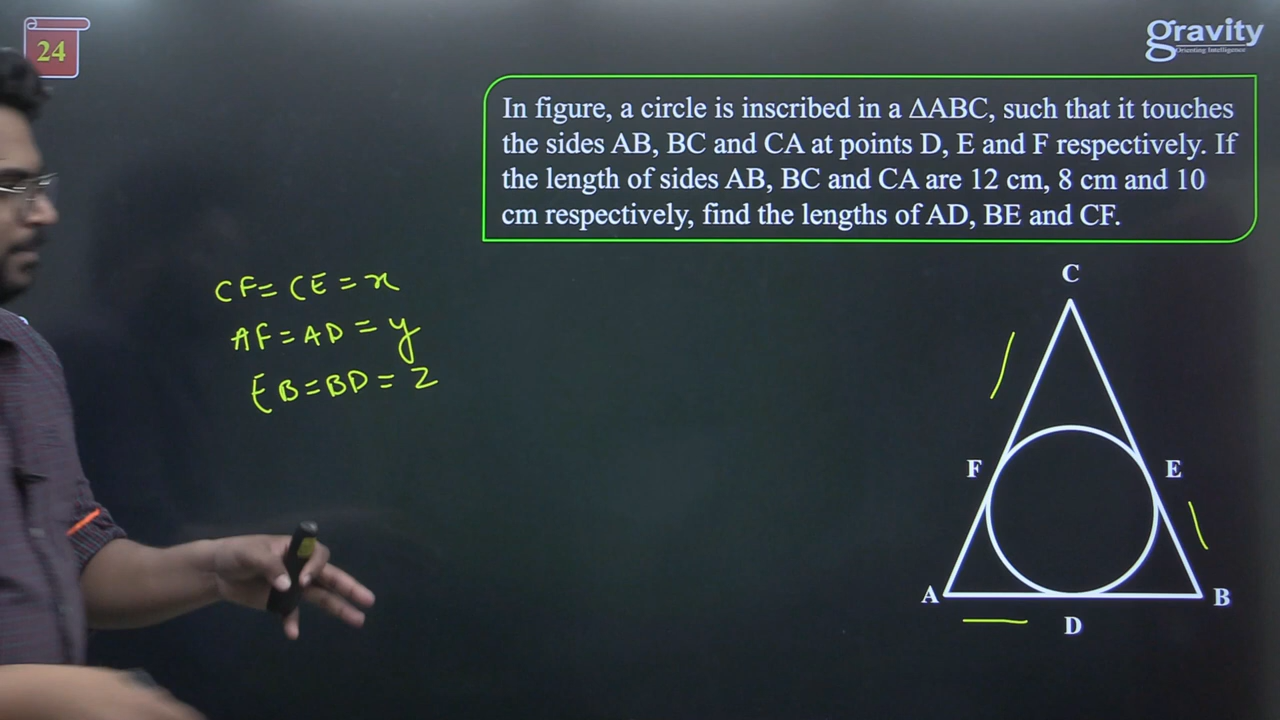 24
gravity
Orienting Intelligence
In figure, a circle is inscribed in a ΔABC, such that it touches
the sides AB, BC and CA at points D, E and F respectively. If
the length of sides AB, BC and CA are 12 cm, 8 cm and 10
cm respectively, find the lengths of AD, BE and CF.
CF = CE = x
AF = AD = y
EB = BD = z
C
F
E
A
B
D